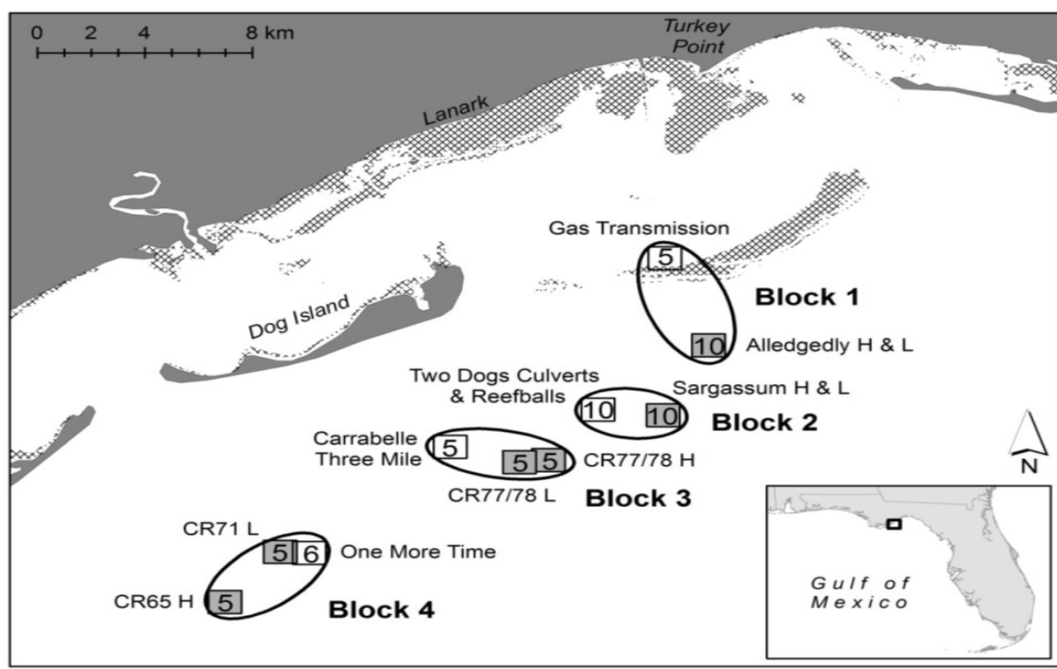 0 2 4 8 km
Turkey
Point
Lanark
Gas Transmission
5
Block 1
Dog Island
10
Alledgedly H & L
Two Dogs Culverts
& Reefballs
Sargassum H & L
10
10
Block 2
Carrabelle
Three Mile
5
5
5
CR77/78 H
CR77/78 L
Block 3
N
CR71 L
5
6
One More Time
CR65 H
5
Block 4
Gulf of
Mexico